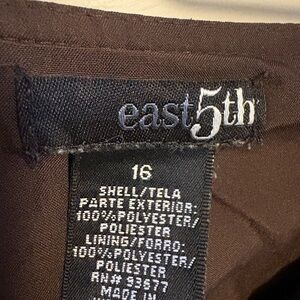 east5th
16
SHELL/TELA
PARTE EXTERIOR:
100% POLYESTER/
POLIESTER
LINING/FORRO:
100% POLYESTER/
POLIESTER
RN# 93677
MADE IN